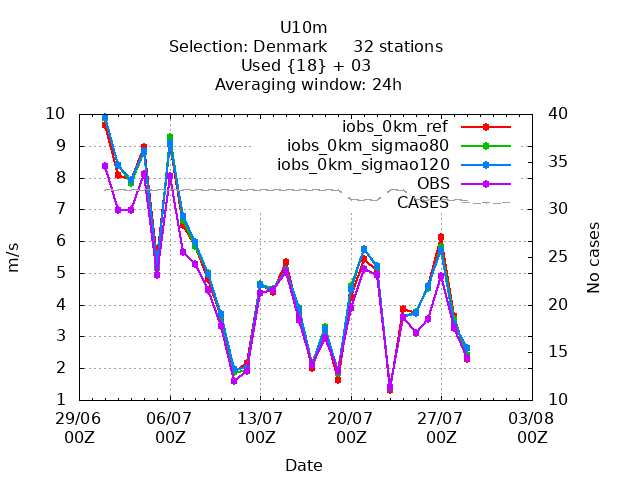 U10m
Selection: Denmark 32 stations
Used {18} + 03
Averaging window: 24h
10 40
iobs_0km_ref
9
iobs_0km_sigmao80
35
iobs_0km_sigmao120
8
OBS
7 30
CASES
6
25
5
4 20
3
15
2
1 10
m/s
No cases
29/06 06/07 13/07 20/07 27/07 03/08
00Z 00Z 00Z 00Z 00Z 00Z
Date